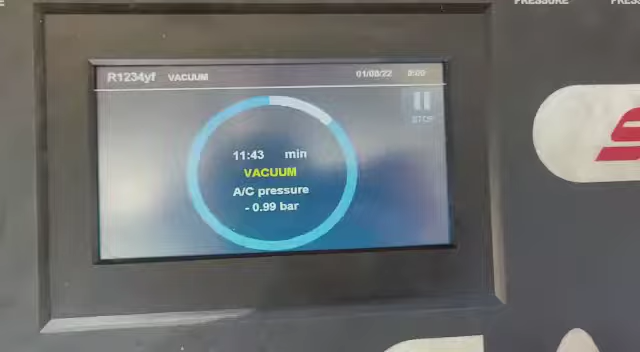 PRESSURE
R1234yf VACUUM 01/08/22 8:00
STOP
11:43 min
VACUUM
A/C pressure
- 0.99 bar